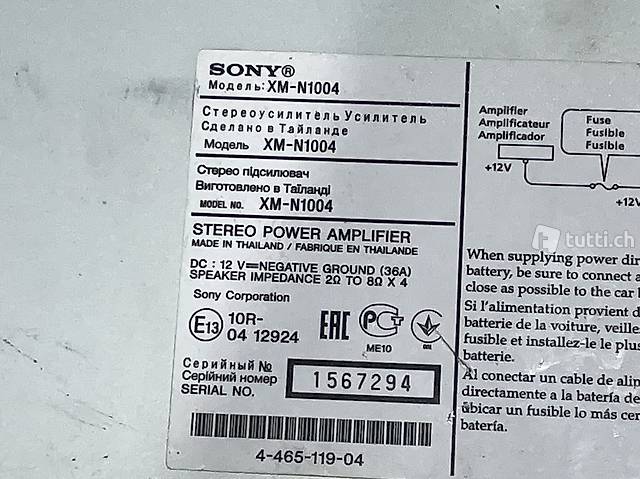 SONY®
Модель: XM-N1004
Стереоусилитель Усилитель
Сделано в Тайланде
Модель XM-N1004
Стерео підсилювач
Виготовлено в Таїланді
MODEL NO. XM-N1004
STEREO POWER AMPLIFIER
MADE IN THAILAND / FABRIQUE EN THAILANDE
DC : 12 V⎓NEGATIVE GROUND (36A)
SPEAKER IMPEDANCE 2Ω TO 8Ω X 4
Sony Corporation
E13 10R-
04 12924
EAC
PCT
ME10
Серийный №
Серійний номер
SERIAL NO.
1567294
4-465-119-04
Amplifier
Amplificateur
Amplificador
+12V
Fuse
Fusible
Fusible
+12V
tutti.ch
When supplying power dir
battery, be sure to connect a
close as possible to the car b
Si l'alimentation provient d
batterie de la voiture, veille
fusible et installez-le le plus
batterie.
Al conectar un cable de alim
directamente a la batería de
ubicar un fusible lo más cer
batería.